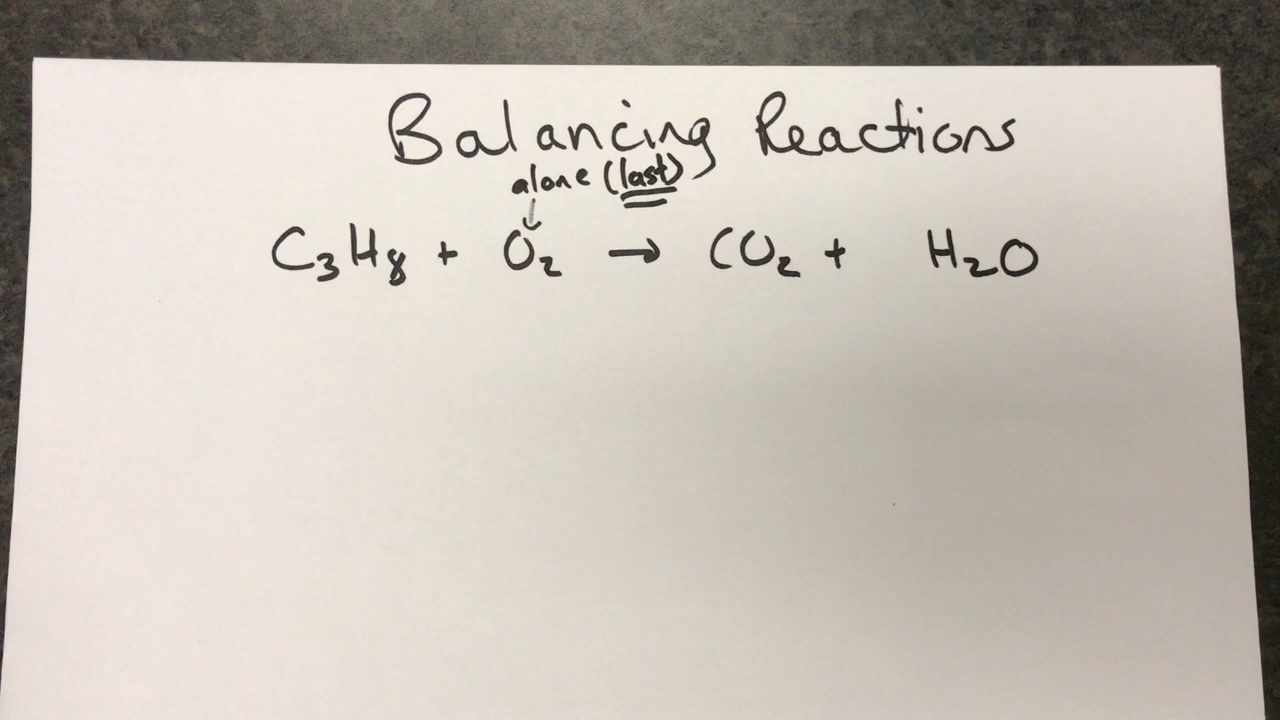 Balancing Reactions
alone (last)
C₃H₈ + O₂ → CO₂ + H₂O